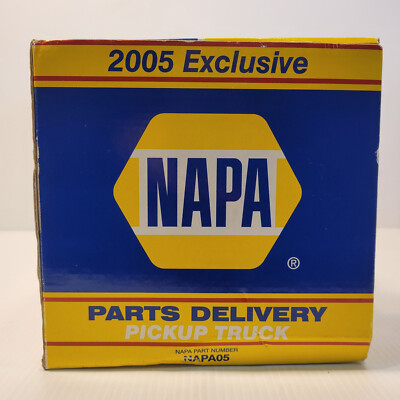 2005 Exclusive
NAPA
®
PARTS DELIVERY
PICKUP TRUCK
NAPA PART NUMBER
NAPA05